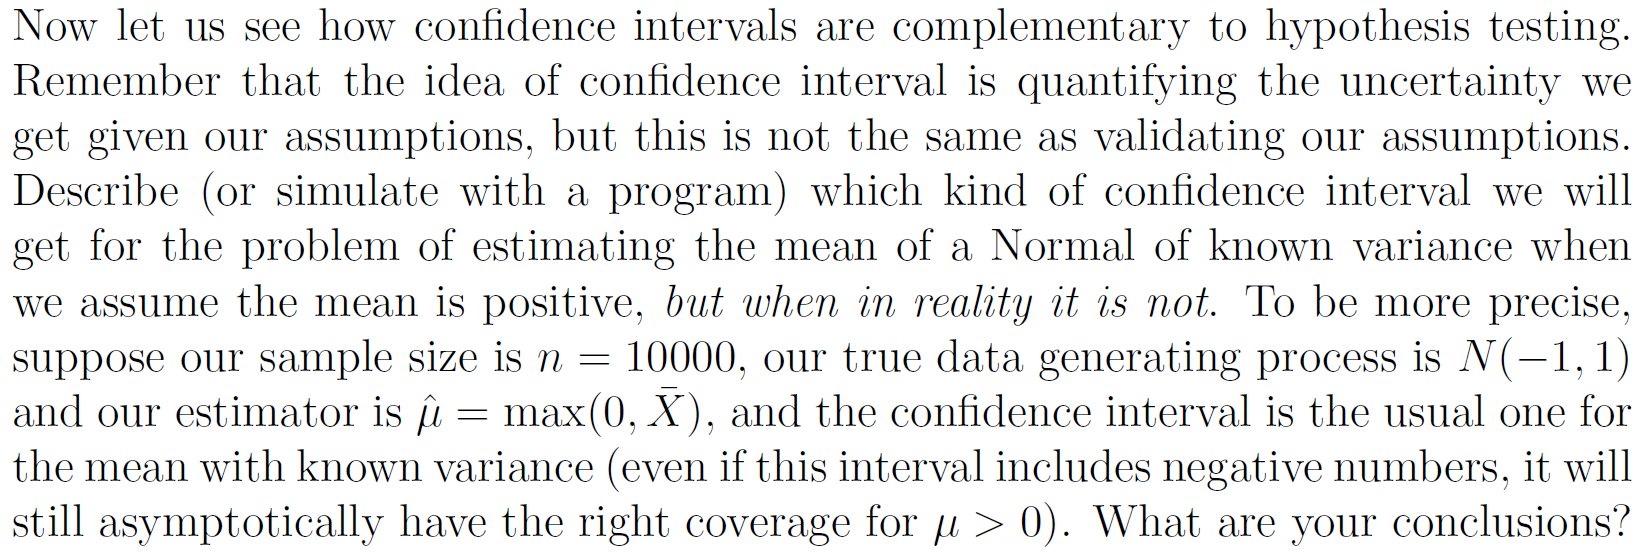 Now let us see how confidence intervals are complementary to hypothesis testing.
Remember that the idea of confidence interval is quantifying the uncertainty we
get given our assumptions, but this is not the same as validating our assumptions.
Describe (or simulate with a program) which kind of confidence interval we will
get for the problem of estimating the mean of a Normal of known variance when
we assume the mean is positive, but when in reality it is not. To be more precise,
suppose our sample size is n = 10000, our true data generating process is N(−1, 1)
and our estimator is μ̂ = max(0, X̄), and the confidence interval is the usual one for
the mean with known variance (even if this interval includes negative numbers, it will
still asymptotically have the right coverage for μ > 0). What are your conclusions?